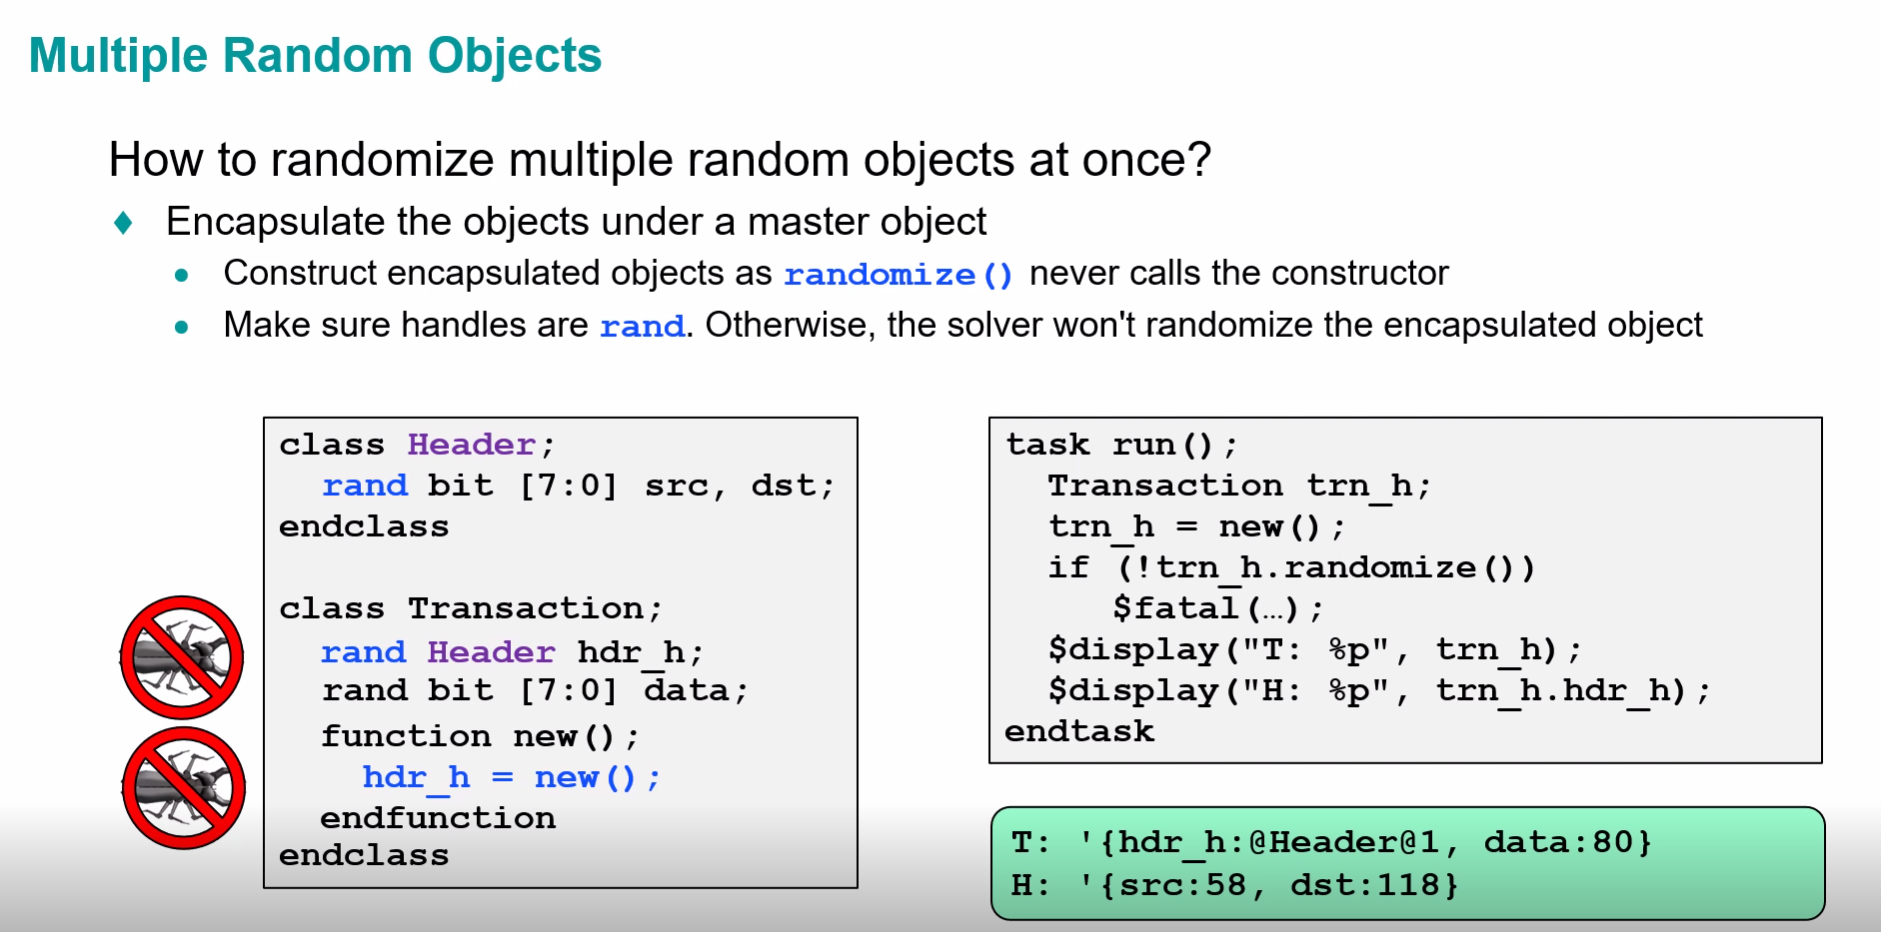 Multiple Random Objects
How to randomize multiple random objects at once?
♦ Encapsulate the objects under a master object
• Construct encapsulated objects as randomize() never calls the constructor
• Make sure handles are rand. Otherwise, the solver won't randomize the encapsulated object
class Header;
rand bit [7:0] src, dst;
endclass
class Transaction;
rand Header hdr_h;
rand bit [7:0] data;
function new();
hdr_h = new();
endfunction
endclass
task run();
Transaction trn_h;
trn_h = new();
if (!trn_h.randomize())
$fatal(…);
$display("T: %p", trn_h);
$display("H: %p", trn_h.hdr_h);
endtask
T: '{hdr_h:@Header@1, data:80}
H: '{src:58, dst:118}